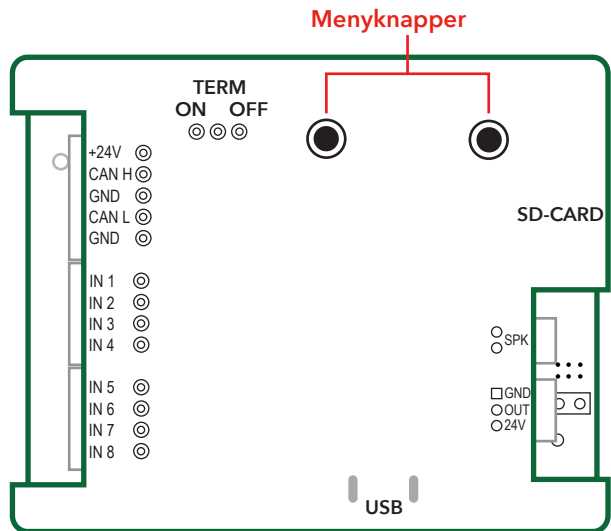 Menyknapper
TERM
ON OFF
+24V
CAN H
GND
CAN L
GND
SD-CARD
IN 1
IN 2
IN 3
IN 4
SPK
IN 5
IN 6
IN 7
IN 8
GND
OUT
24V
USB